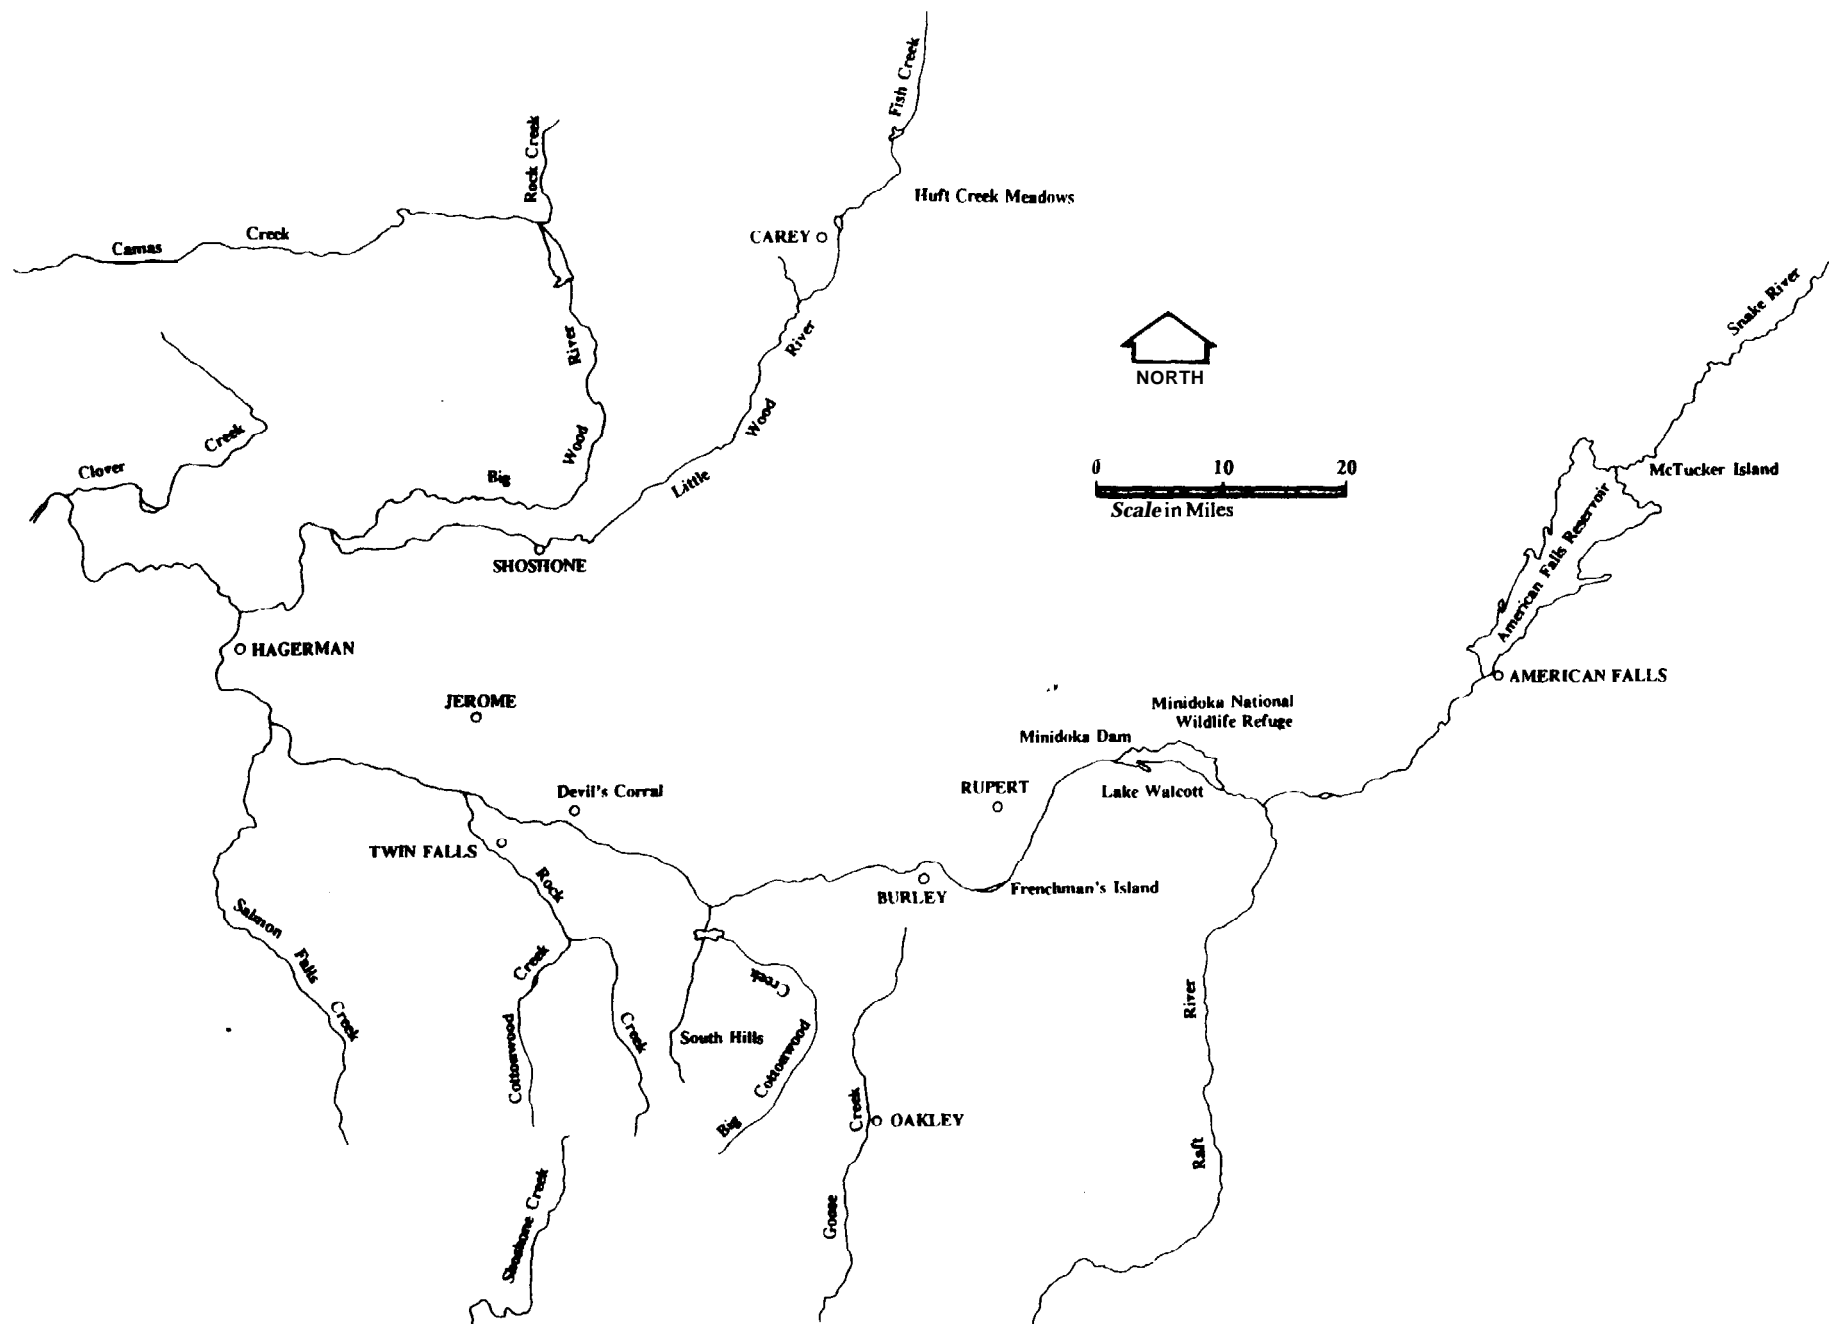 Fish Creek
Rock Creek
Huft Creek Meadows
CAREY
Camas
Creek
Snake River
River
River
NORTH
Wood
Wood
Creek
Clover
Big
Little
0 10 20
Scale in Miles
McTucker Island
American Falls Reservoir
SHOSHONE
HAGERMAN
AMERICAN FALLS
JEROME
Minidoka National
Wildlife Refuge
Minidoka Dam
RUPERT
Lake Walcott
Devil's Corral
TWIN FALLS
Rock
Creek
BURLEY
Frenchman's Island
Salmon
Falls
Creek
Creek
Cottonwood
South Hills
Big
Cottonwood
Creek
Creek
Goose
OAKLEY
River
Raft
Shoshone Creek